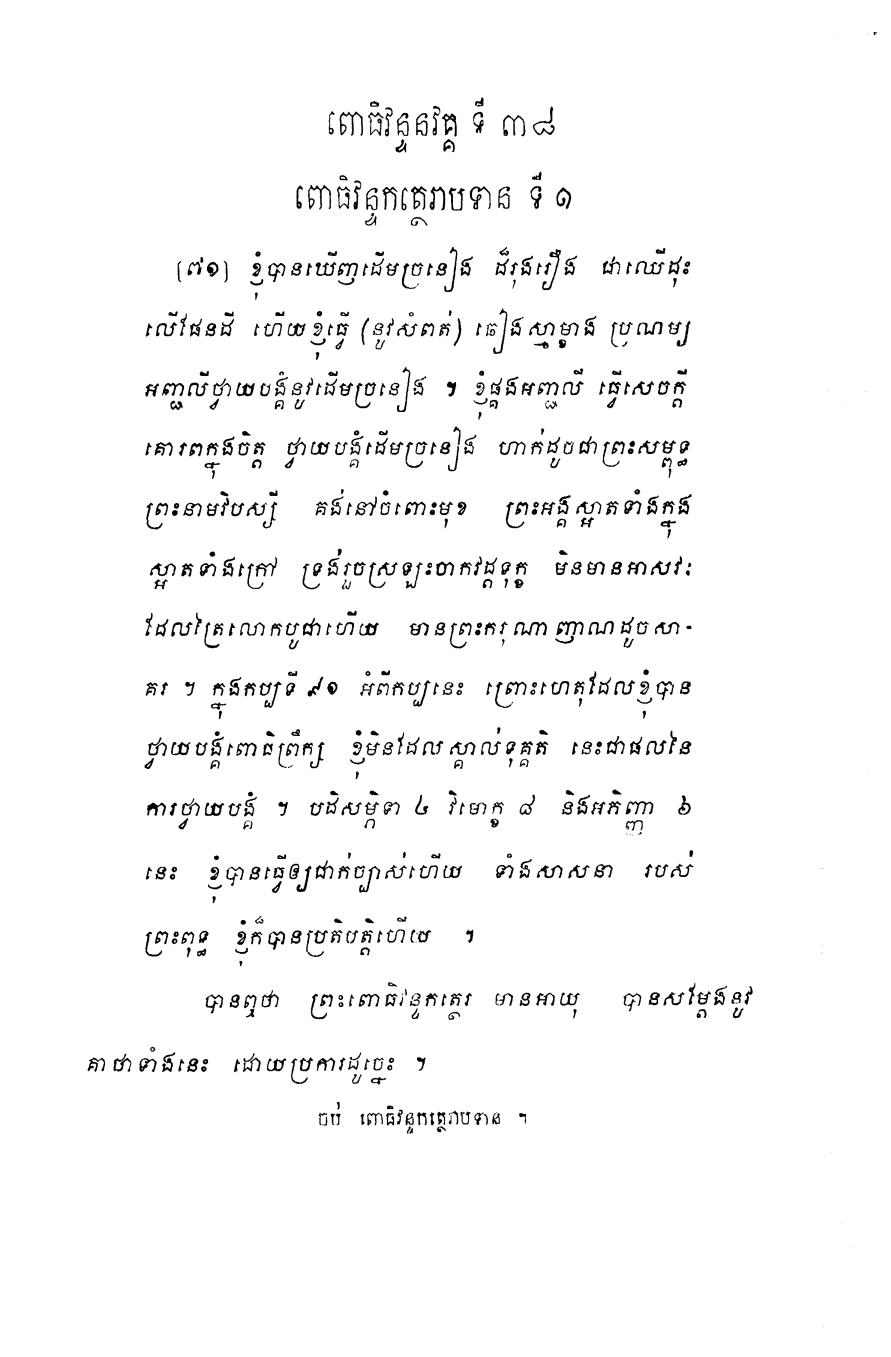 ពោធិវន្ទនវគ្គ ទី ៣៨
ពោធិវន្ទកត្ថេរាបទាន ទី ១
(៧១) ខ្ញុំបានឃើញដើមច្រនៀង ដ៏រុងរឿង ជាឈើដុះ
លើផែនដី ហើយខ្ញុំធ្វើ (នូវសំពត់) ឆៀងស្មាម្ខាង ប្រណម្យ
អញ្ជលីថ្វាយបង្គំនូវដើមច្រនៀង ។ ខ្ញុំផ្គងអញ្ជលី ធ្វើសេចក្តី
គោរពក្នុងចិត្ត ថ្វាយបង្គំដើមច្រនៀង ហាក់ដូចជាព្រះសម្ពុទ្ធ
ព្រះនាមវិបស្សី គង់នៅចំពោះមុខ ព្រះអង្គស្អាតទាំងក្នុង
ស្អាតទាំងក្រៅ ទ្រង់រួចស្រឡះចាកវដ្តទុក្ខ មិនមានអាសវៈ
ដែលត្រៃលោកបូជាហើយ មានព្រះករុណាញាណដូចសា-
គរ ។ ក្នុងកប្បទី ៩១ អំពីកប្បនេះ ព្រោះហេតុដែលខ្ញុំបាន
ថ្វាយបង្គំពោធិព្រឹក្ស ខ្ញុំមិនដែលស្គាល់ទុគ្គតិ នេះជាផលនៃ
ការថ្វាយបង្គំ ។ បដិសម្ភិទា ៤ វិមោក្ខ ៨ និងអភិញ្ញា ៦
នេះ ខ្ញុំបានធ្វើឲ្យជាក់ច្បាស់ហើយ ទាំងសាសនា របស់
ព្រះពុទ្ធ ខ្ញុំក៏បានប្រតិបត្តិហើយ ។
បានឮថា ព្រះពោធិវន្ទកត្ថេរ មានអាយុ បានសម្តែងនូវ
គាថាទាំងនេះ ដោយប្រការដូច្នេះ ។
ចប់ ពោធិវន្ទកត្ថេរាបទាន ។